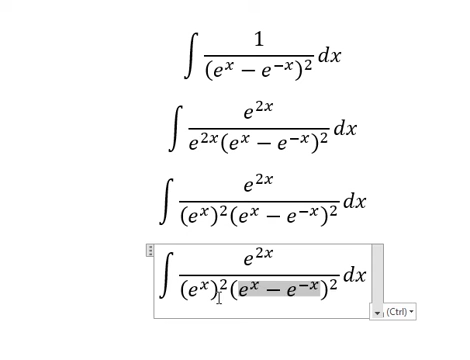 ∫ 1/(eˣ − e⁻ˣ)² dx
∫ e²ˣ/(e²ˣ(eˣ − e⁻ˣ)²) dx
∫ e²ˣ/((eˣ)²(eˣ − e⁻ˣ)²) dx
∫ e²ˣ/((eˣ)²(eˣ − e⁻ˣ)²) dx
(Ctrl)